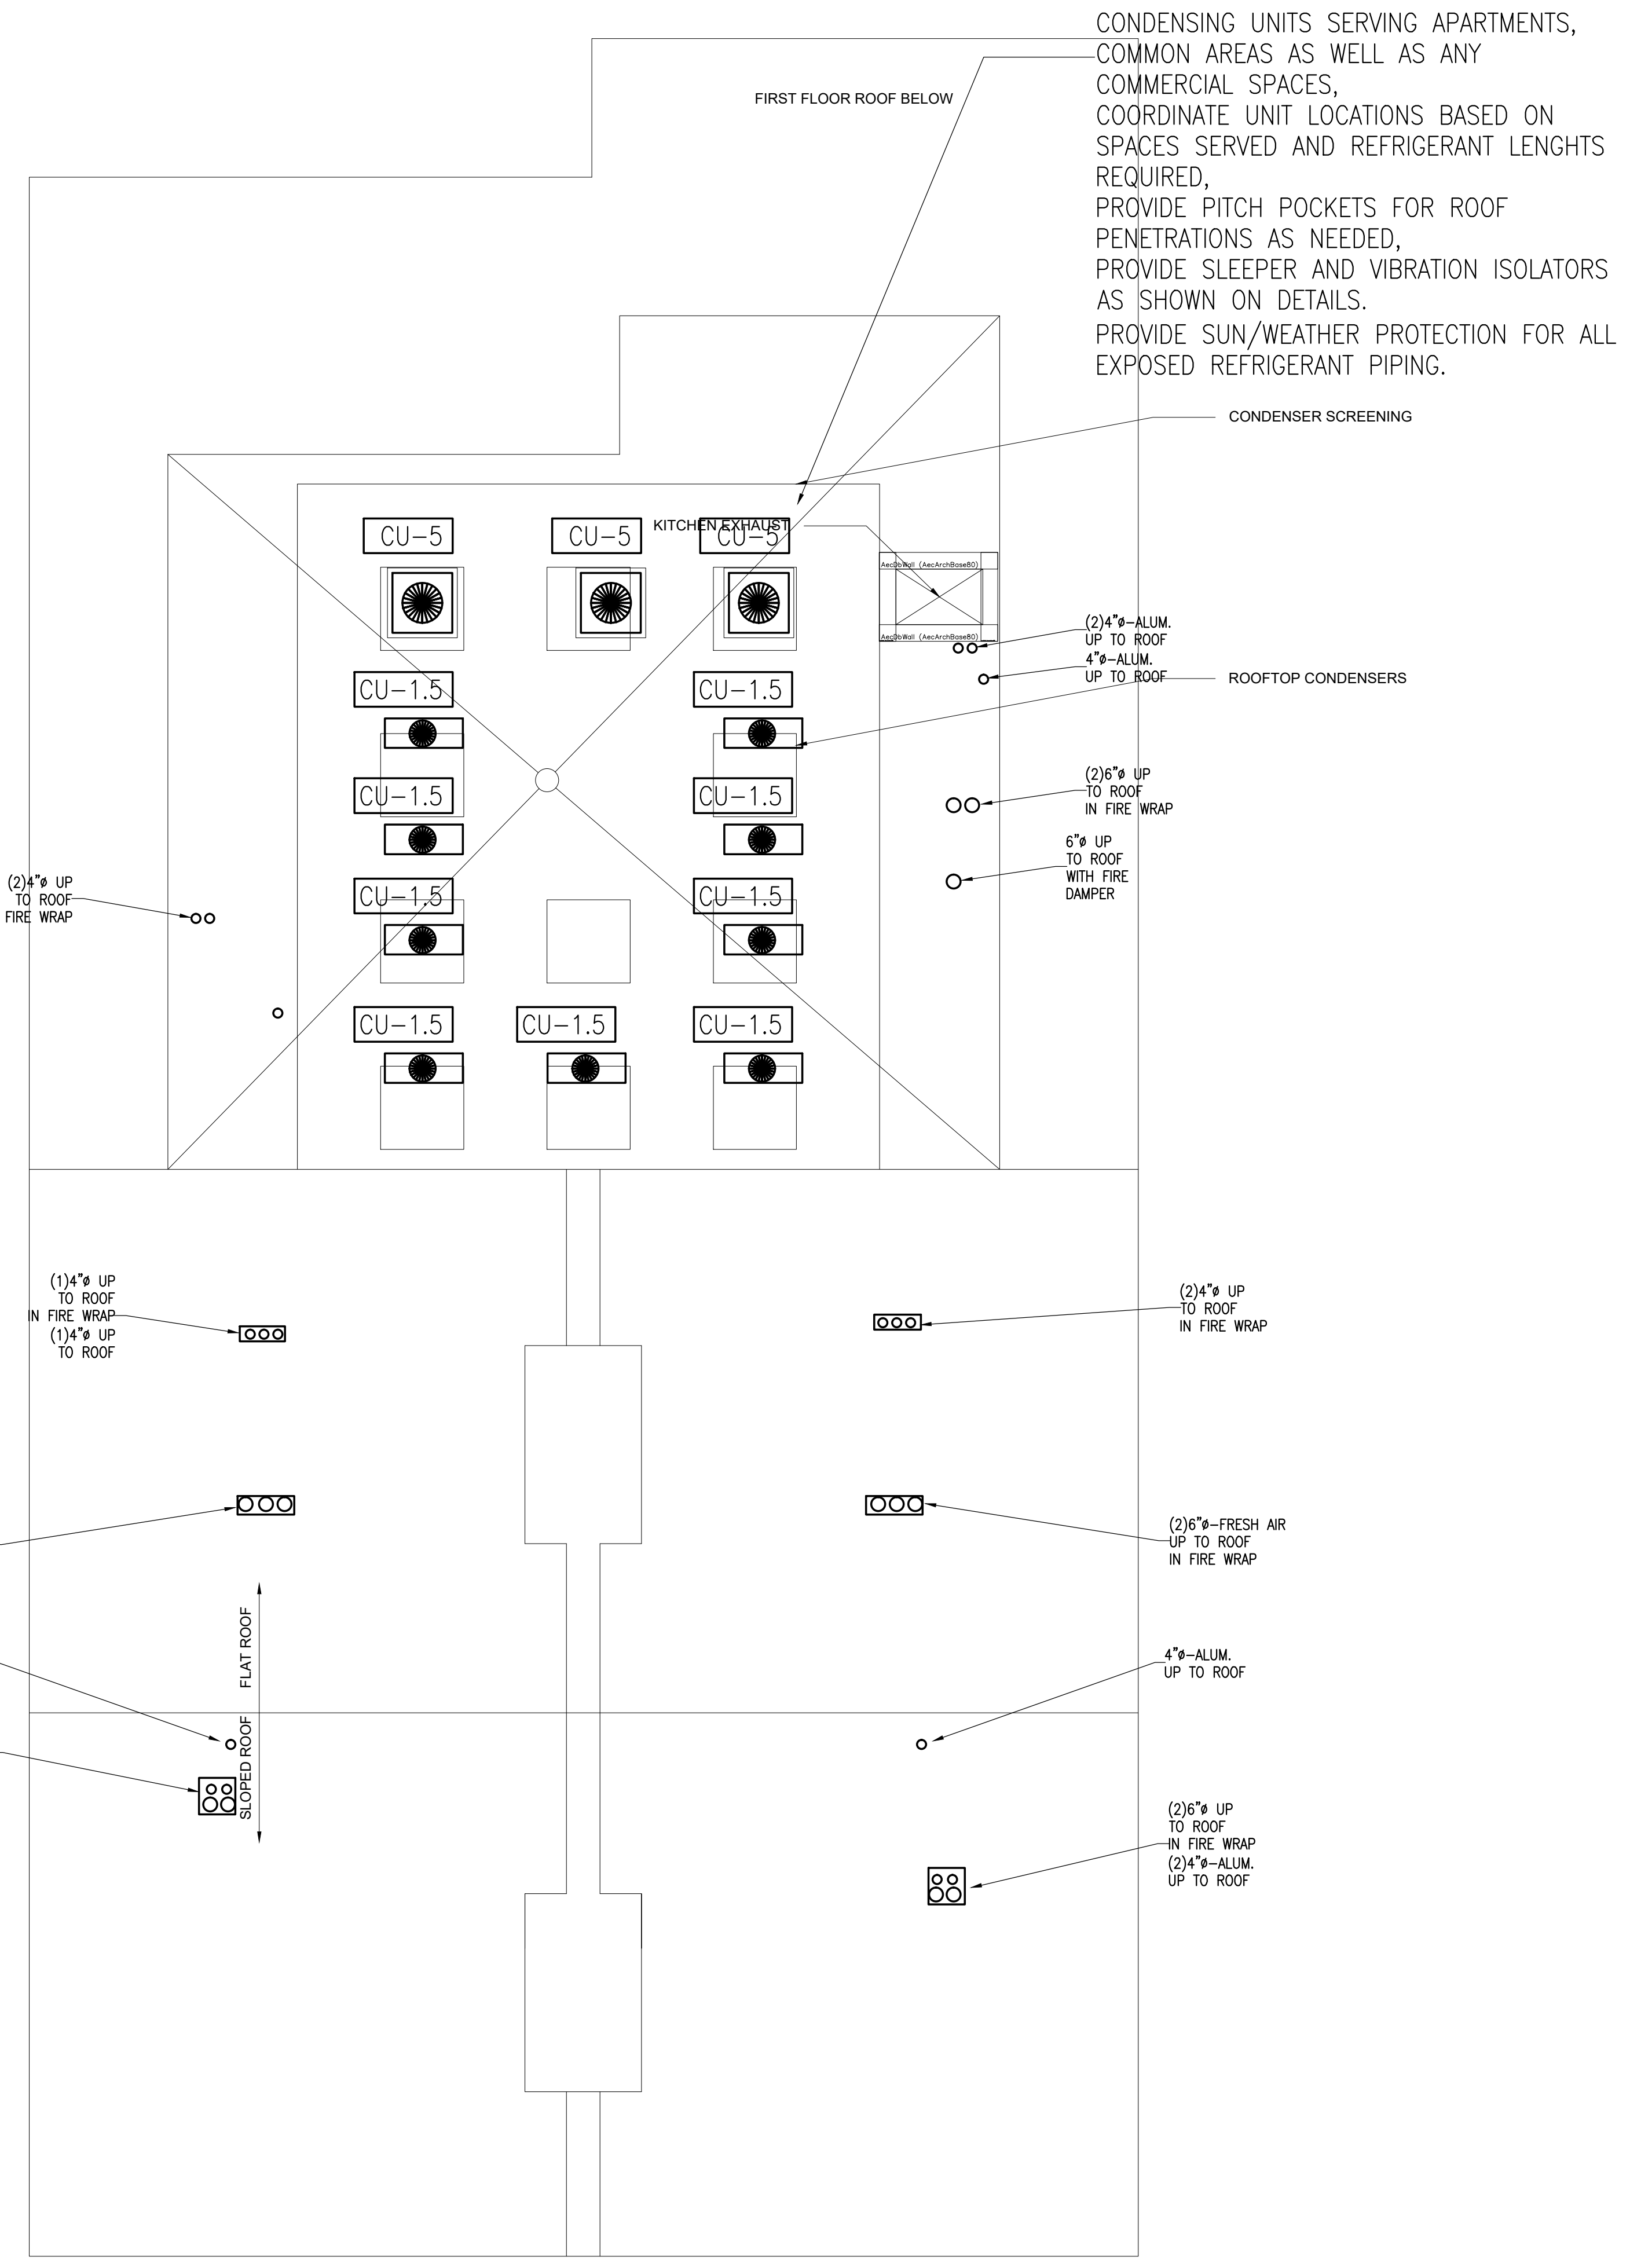 CONDENSING UNITS SERVING APARTMENTS,
COMMON AREAS AS WELL AS ANY
COMMERCIAL SPACES,
COORDINATE UNIT LOCATIONS BASED ON
SPACES SERVED AND REFRIGERANT LENGHTS
REQUIRED,
PROVIDE PITCH POCKETS FOR ROOF
PENETRATIONS AS NEEDED,
PROVIDE SLEEPER AND VIBRATION ISOLATORS
AS SHOWN ON DETAILS.
PROVIDE SUN/WEATHER PROTECTION FOR ALL
EXPOSED REFRIGERANT PIPING.
FIRST FLOOR ROOF BELOW
CONDENSER SCREENING
KITCHEN EXHAUST
CU-5
CU-5
CU-5
AecDbWall (AecArchBase80)
AecDbWall (AecArchBase80)
(2)4"ø-ALUM.
UP TO ROOF
4"ø-ALUM.
UP TO ROOF
ROOFTOP CONDENSERS
CU-1.5
CU-1.5
CU-1.5
CU-1.5
(2)6"ø UP
TO ROOF
IN FIRE WRAP
6"ø UP
TO ROOF
WITH FIRE
DAMPER
(2)4"ø UP
TO ROOF
FIRE WRAP
CU-1.5
CU-1.5
CU-1.5
CU-1.5
CU-1.5
(1)4"ø UP
TO ROOF
IN FIRE WRAP
(1)4"ø UP
TO ROOF
(2)4"ø UP
TO ROOF
IN FIRE WRAP
(2)6"ø-FRESH AIR
UP TO ROOF
IN FIRE WRAP
FLAT ROOF
SLOPED ROOF
4"ø-ALUM.
UP TO ROOF
(2)6"ø UP
TO ROOF
IN FIRE WRAP
(2)4"ø-ALUM.
UP TO ROOF